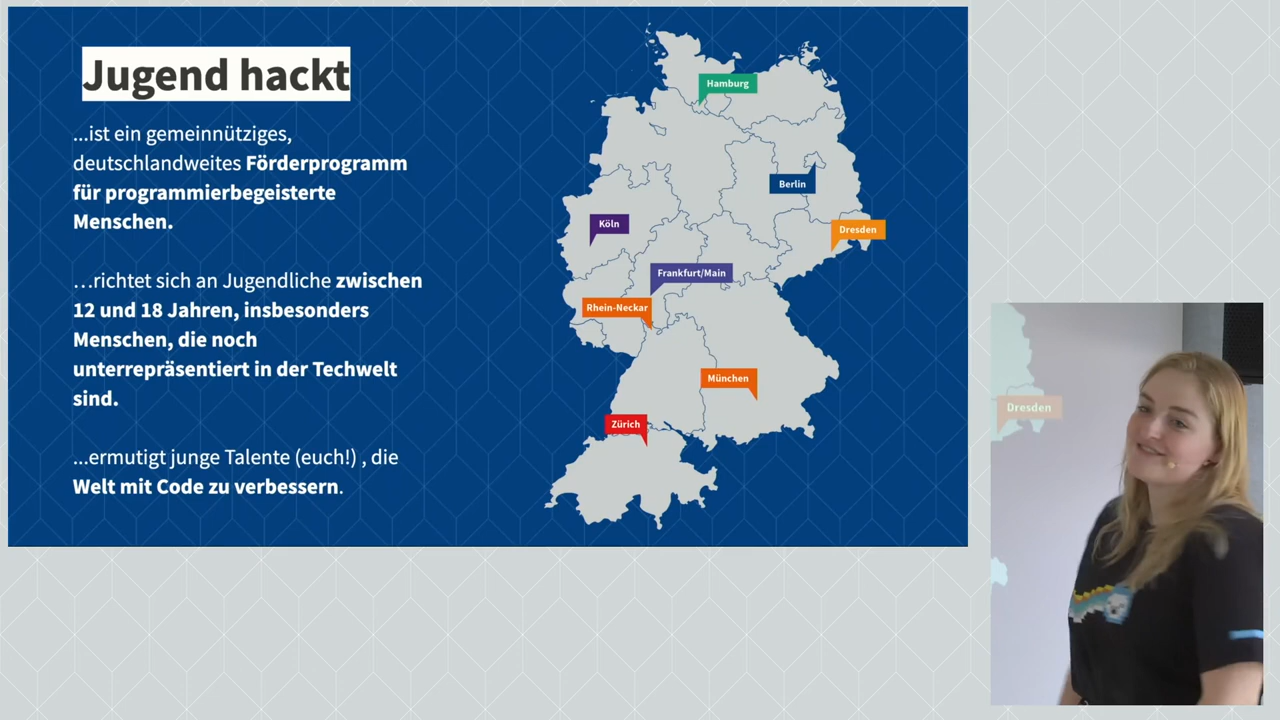 Jugend hackt
...ist ein gemeinnütziges,
deutschlandweites Förderprogramm
für programmierbegeisterte
Menschen.
…richtet sich an Jugendliche zwischen
12 und 18 Jahren, insbesonders
Menschen, die noch
unterrepräsentiert in der Techwelt
sind.
...ermutigt junge Talente (euch!) , die
Welt mit Code zu verbessern.
Hamburg
Berlin
Köln
Dresden
Frankfurt/Main
Rhein-Neckar
München
Zürich
Dresden